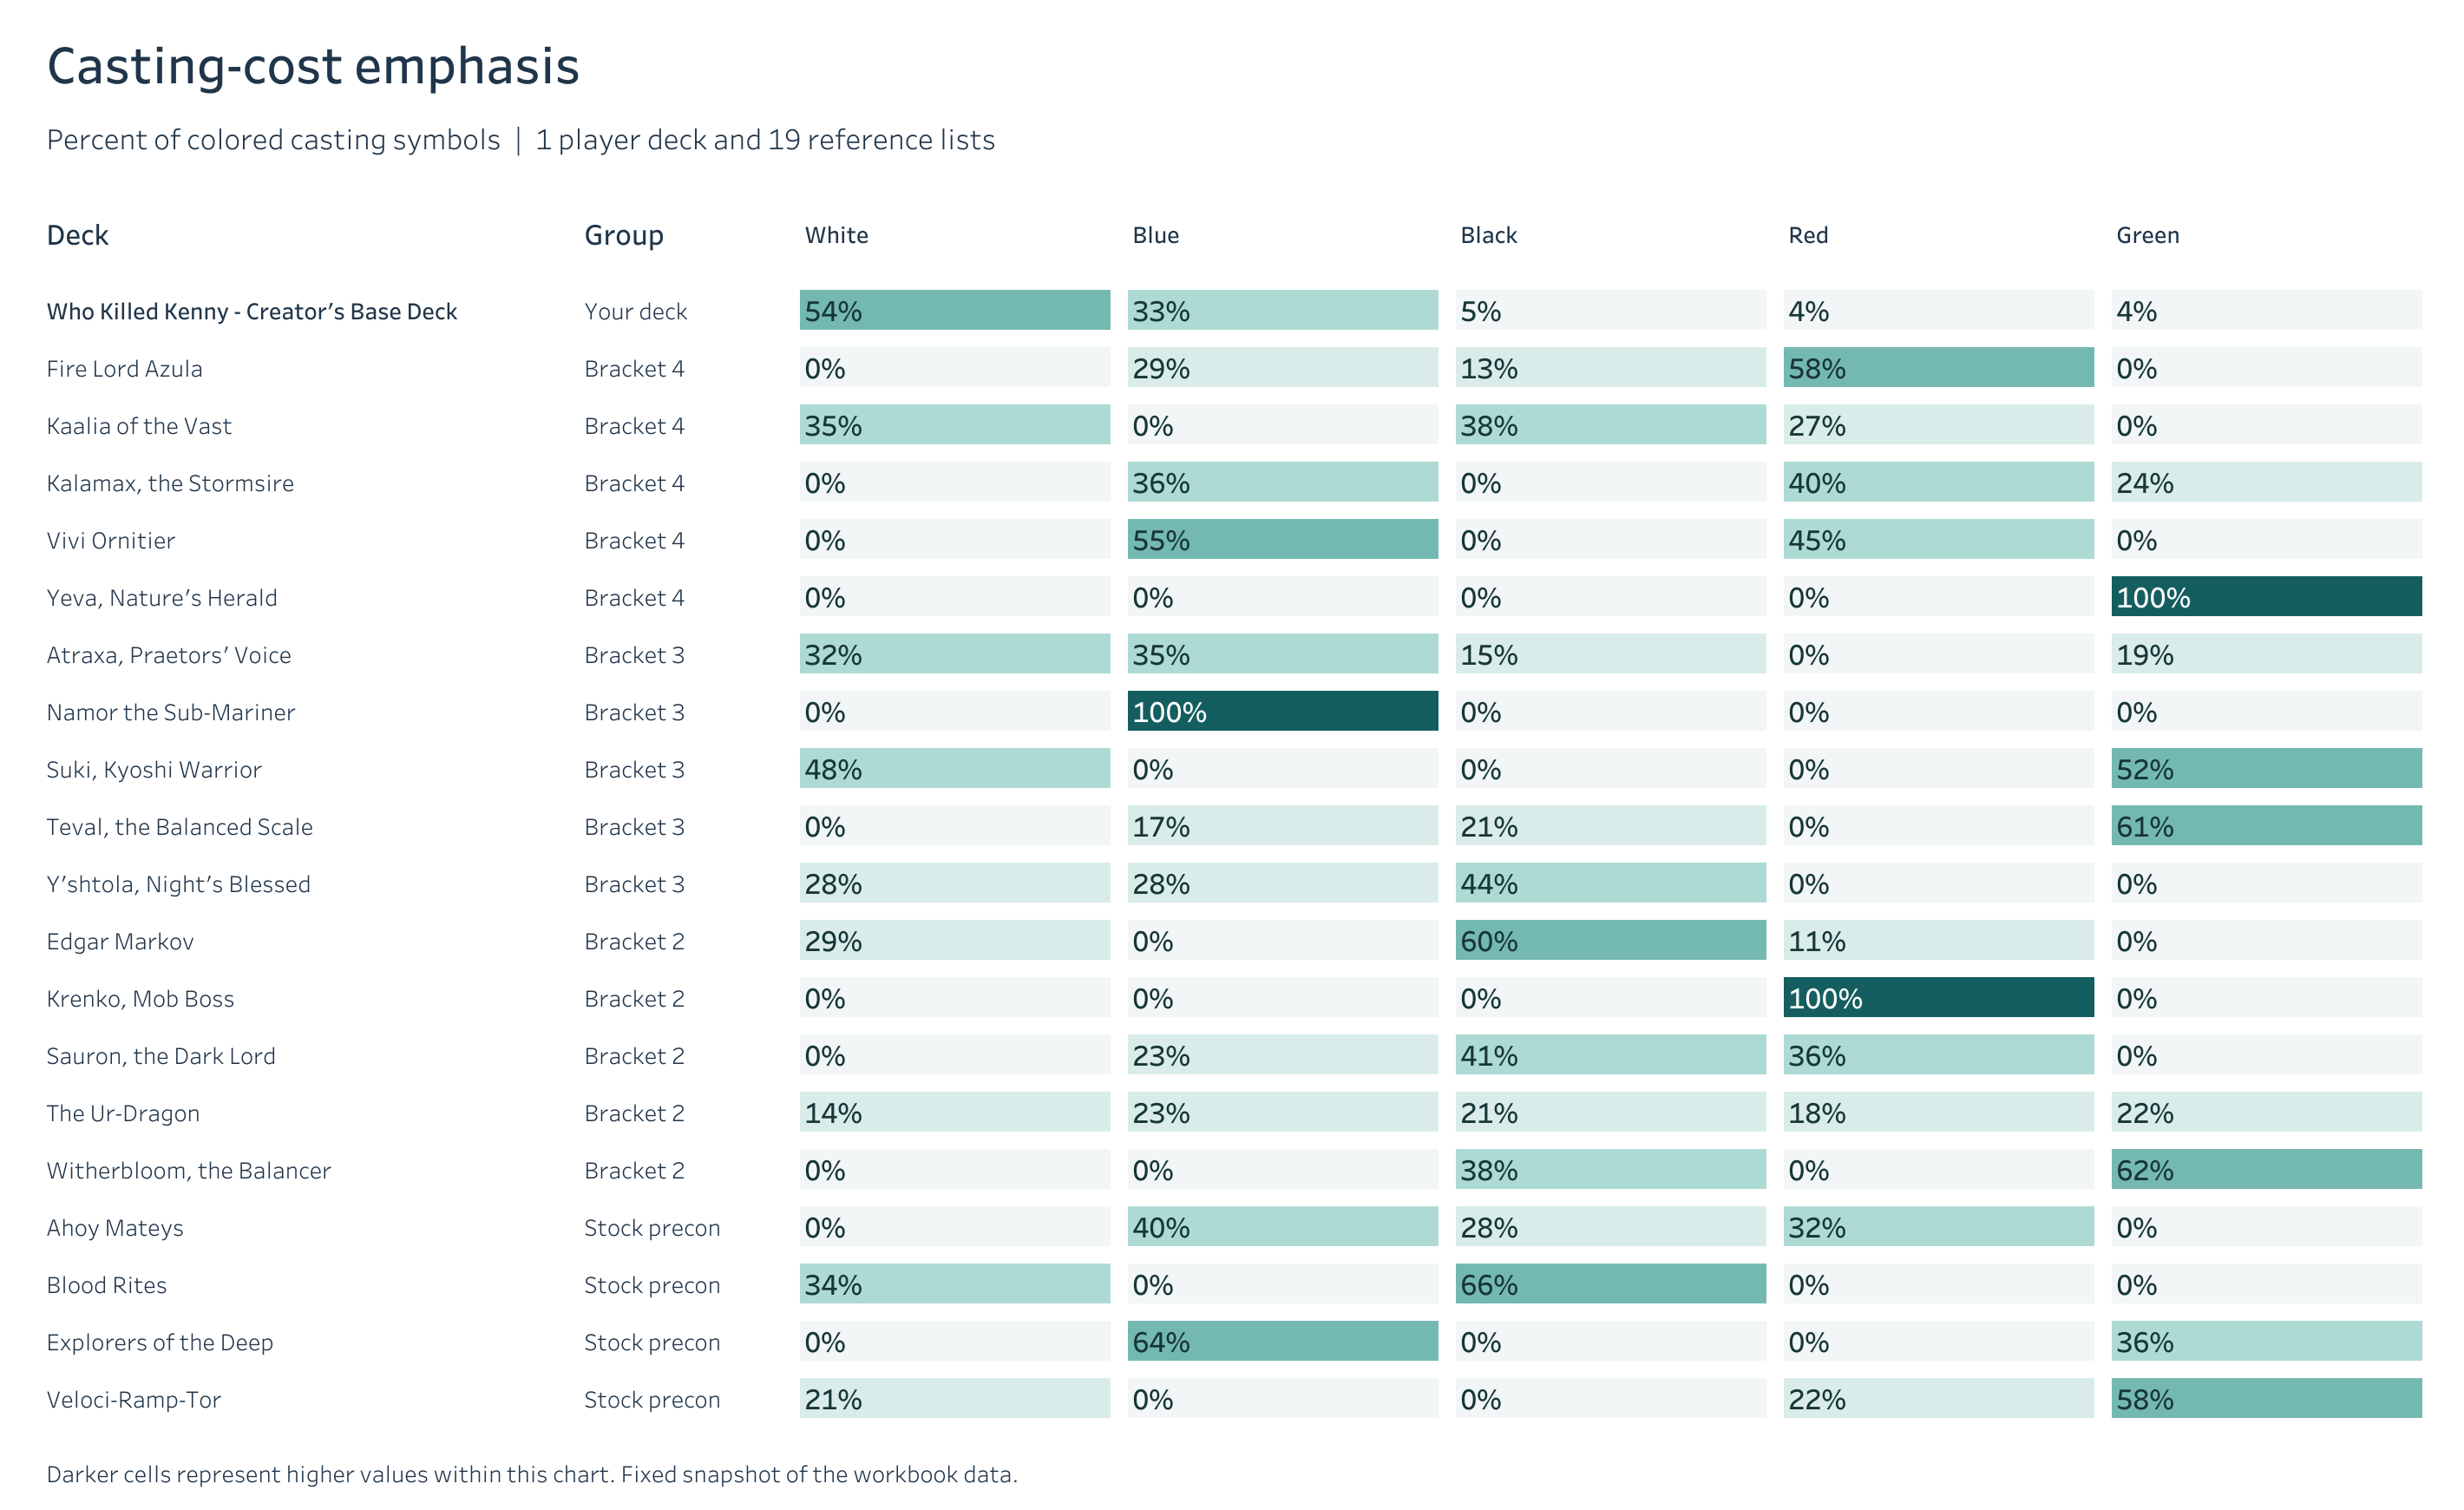 Casting-cost emphasis
Percent of colored casting symbols | 1 player deck and 19 reference lists
Deck Group White Blue Black Red Green
Who Killed Kenny - Creator’s Base Deck Your deck 54% 33% 5% 4% 4%
Fire Lord Azula Bracket 4 0% 29% 13% 58% 0%
Kaalia of the Vast Bracket 4 35% 0% 38% 27% 0%
Kalamax, the Stormsire Bracket 4 0% 36% 0% 40% 24%
Vivi Ornitier Bracket 4 0% 55% 0% 45% 0%
Yeva, Nature’s Herald Bracket 4 0% 0% 0% 0% 100%
Atraxa, Praetors’ Voice Bracket 3 32% 35% 15% 0% 19%
Namor the Sub-Mariner Bracket 3 0% 100% 0% 0% 0%
Suki, Kyoshi Warrior Bracket 3 48% 0% 0% 0% 52%
Teval, the Balanced Scale Bracket 3 0% 17% 21% 0% 61%
Y’shtola, Night’s Blessed Bracket 3 28% 28% 44% 0% 0%
Edgar Markov Bracket 2 29% 0% 60% 11% 0%
Krenko, Mob Boss Bracket 2 0% 0% 0% 100% 0%
Sauron, the Dark Lord Bracket 2 0% 23% 41% 36% 0%
The Ur-Dragon Bracket 2 14% 23% 21% 18% 22%
Witherbloom, the Balancer Bracket 2 0% 0% 38% 0% 62%
Ahoy Mateys Stock precon 0% 40% 28% 32% 0%
Blood Rites Stock precon 34% 0% 66% 0% 0%
Explorers of the Deep Stock precon 0% 64% 0% 0% 36%
Veloci-Ramp-Tor Stock precon 21% 0% 0% 22% 58%
Darker cells represent higher values within this chart. Fixed snapshot of the workbook data.